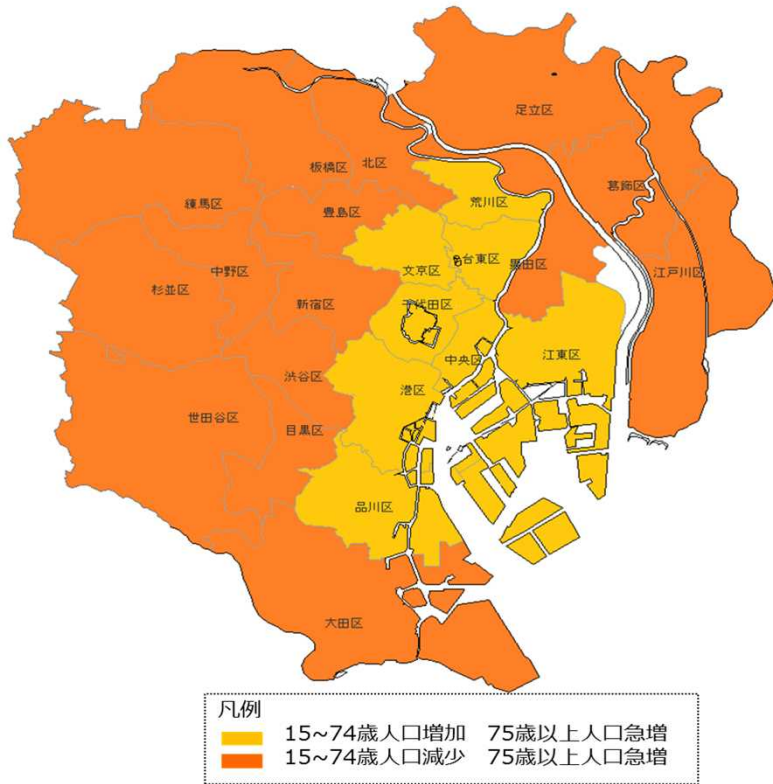 足立区
北区
板橋区
葛飾区
荒川区
練馬区
豊島区
台東区
墨田区
文京区
江戸川区
中野区
杉並区
新宿区
千代田区
中央区
江東区
渋谷区
港区
世田谷区
目黒区
品川区
大田区
凡例
15~74歳人口増加 75歳以上人口急増
15~74歳人口減少 75歳以上人口急増